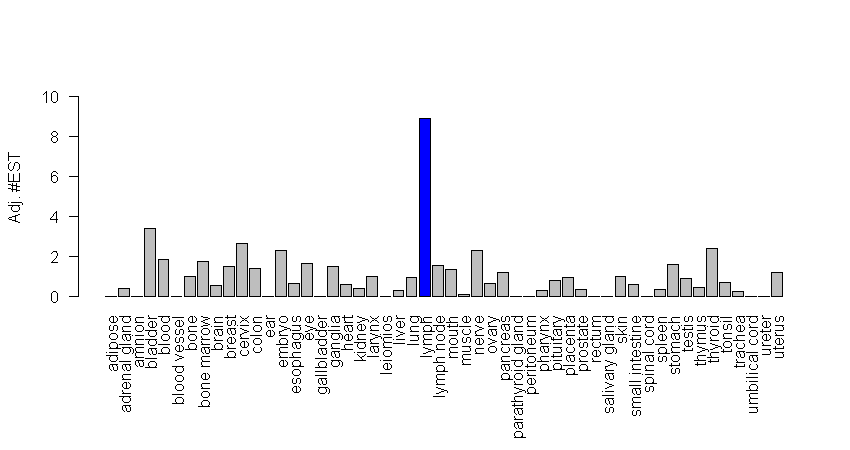 Adj. #EST
10
8
6
4
2
0
adipose
adrenal gland
amnion
bladder
blood
blood vessel
bone
bone marrow
brain
breast
cervix
colon
ear
embryo
esophagus
eye
gallbladder
ganglia
heart
kidney
larynx
leiomios
liver
lung
lymph
lymph node
mouth
muscle
nerve
ovary
pancreas
parathyroid gland
peritoneum
pharynx
pituitary
placenta
prostate
rectum
salivary gland
skin
small intestine
spinal cord
spleen
stomach
testis
thymus
thyroid
tonsil
trachea
umbilical cord
ureter
uterus